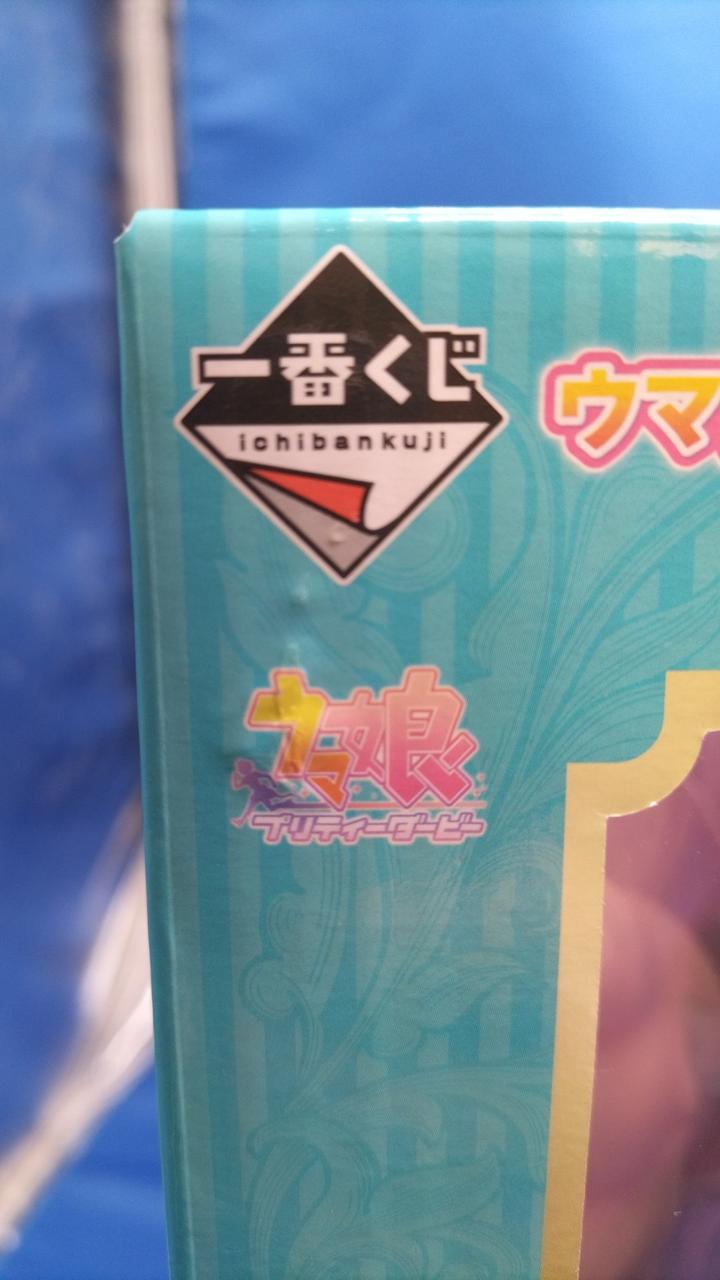 一番くじ
ichibankuji
ウマ
ウマ娘
プリティーダービー